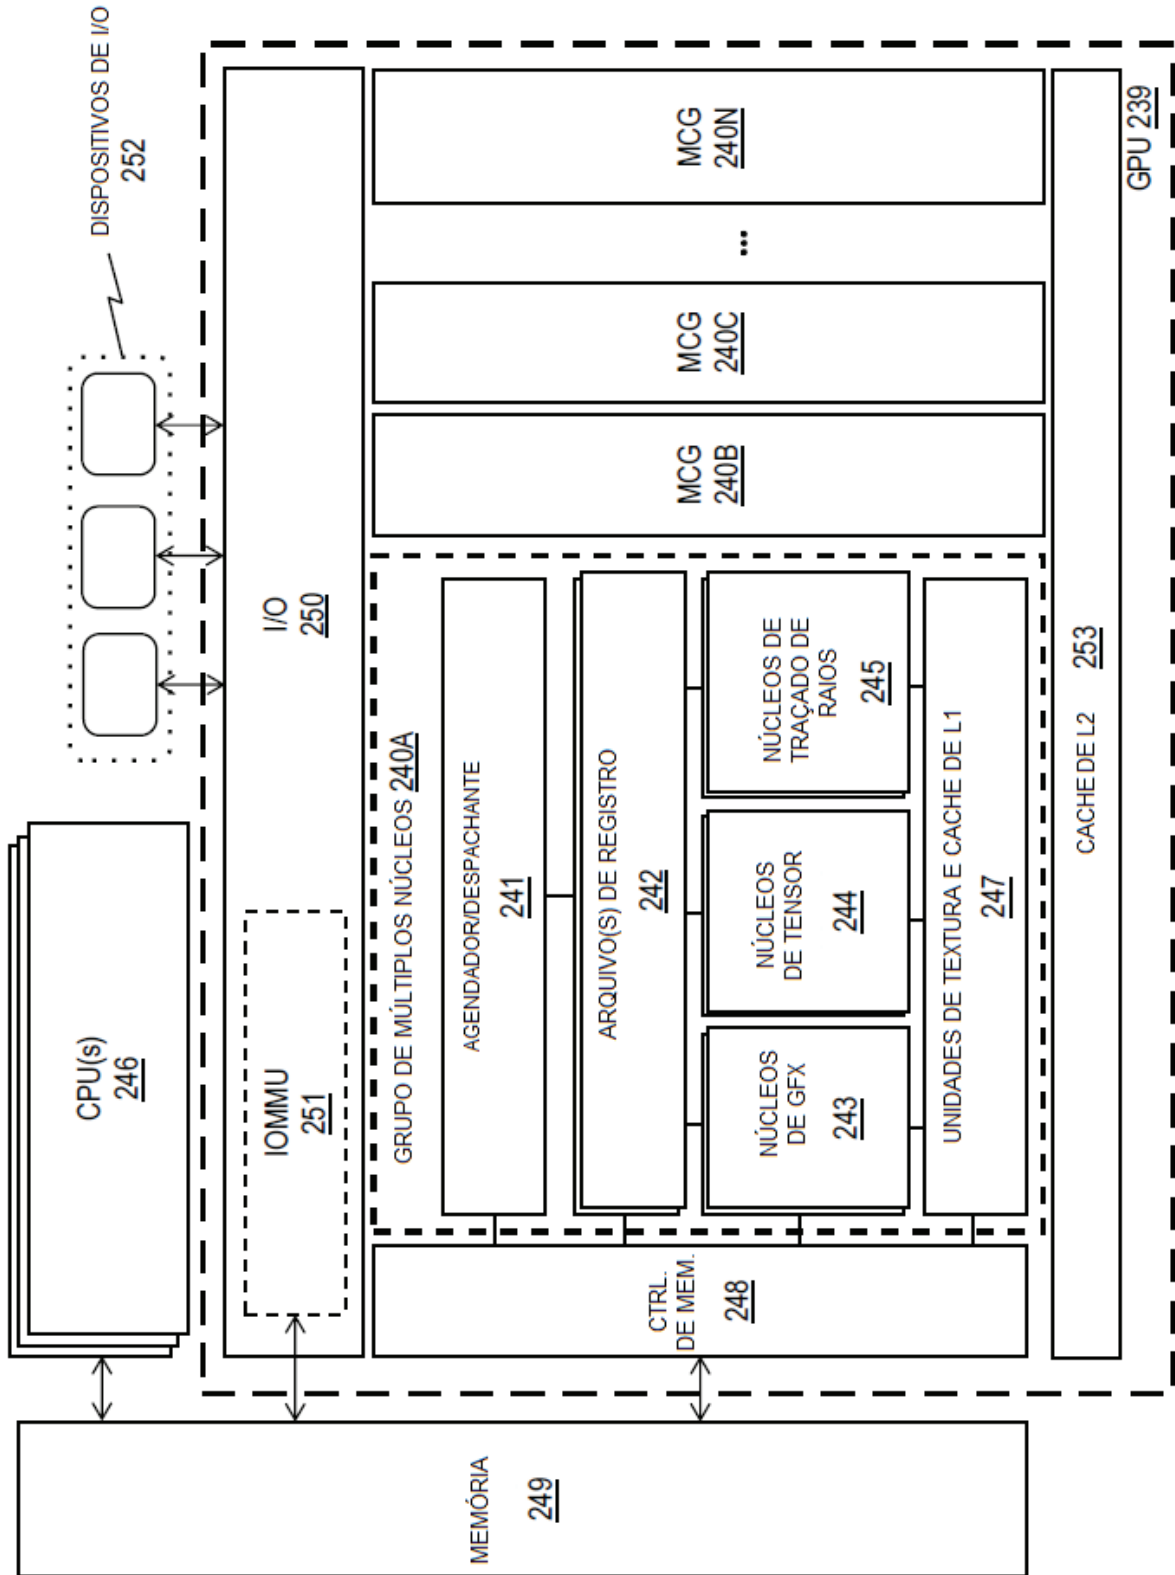 DISPOSITIVOS DE I/O
252
CPU(s)
246
MEMÓRIA
249
I/O
250
IOMMU
251
CTRL.
DE MEM.
248
GRUPO DE MÚLTIPLOS NÚCLEOS 240A
AGENDADOR/DESPACHANTE
241
ARQUIVO(S) DE REGISTRO
242
NÚCLEOS
DE GFX
243
NÚCLEOS
DE TENSOR
244
NÚCLEOS DE
TRAÇADO DE
RAIOS
245
UNIDADES DE TEXTURA E CACHE DE L1
247
MCG
240B
MCG
240C
...
MCG
240N
CACHE DE L2 253
GPU 239